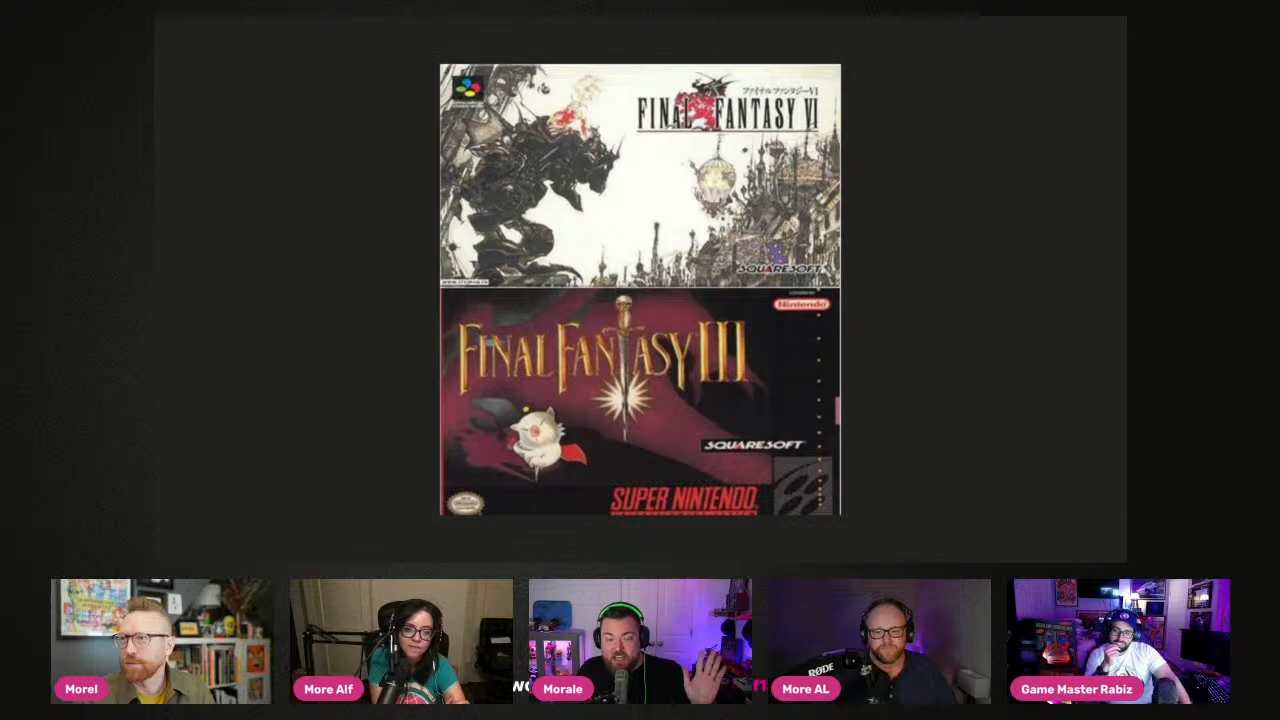 ファイナルファンタジーVI
FINAL FANTASY VI
SQUARESOFT
Nintendo
FINAL FANTASY III
SQUARESOFT
SUPER NINTENDO
RØDE
Morel
More Alf
Morale
More AL
Game Master Rabiz